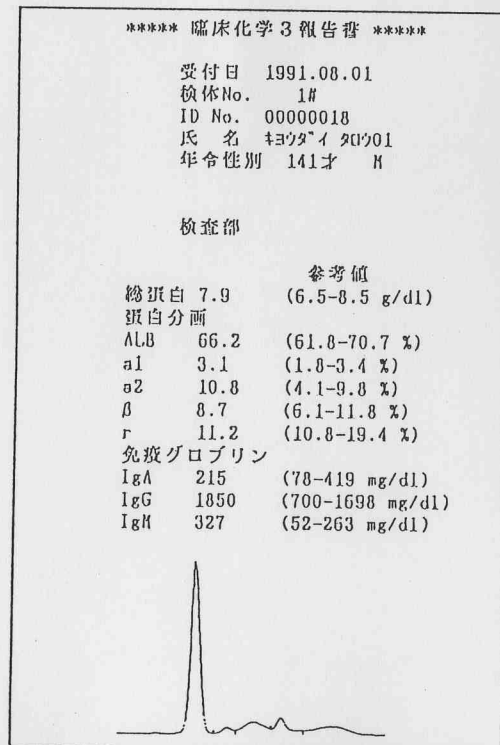 ***** 臨床化学3報告書 *****
受付日 1991.08.01
検体No. 1#
ID No. 00000018
氏 名 キョウダイ タロウ01
年令性別 141才 M
検査部
参考値
総蛋白 7.9 (6.5-8.5 g/dl)
蛋白分画
ALB 66.2 (61.8-70.7 %)
a1 3.1 (1.8-3.4 %)
a2 10.8 (4.1-9.8 %)
β 8.7 (6.1-11.8 %)
r 11.2 (10.8-19.4 %)
免疫グロブリン
IgA 215 (78-419 mg/dl)
IgG 1850 (700-1698 mg/dl)
IgM 327 (52-263 mg/dl)